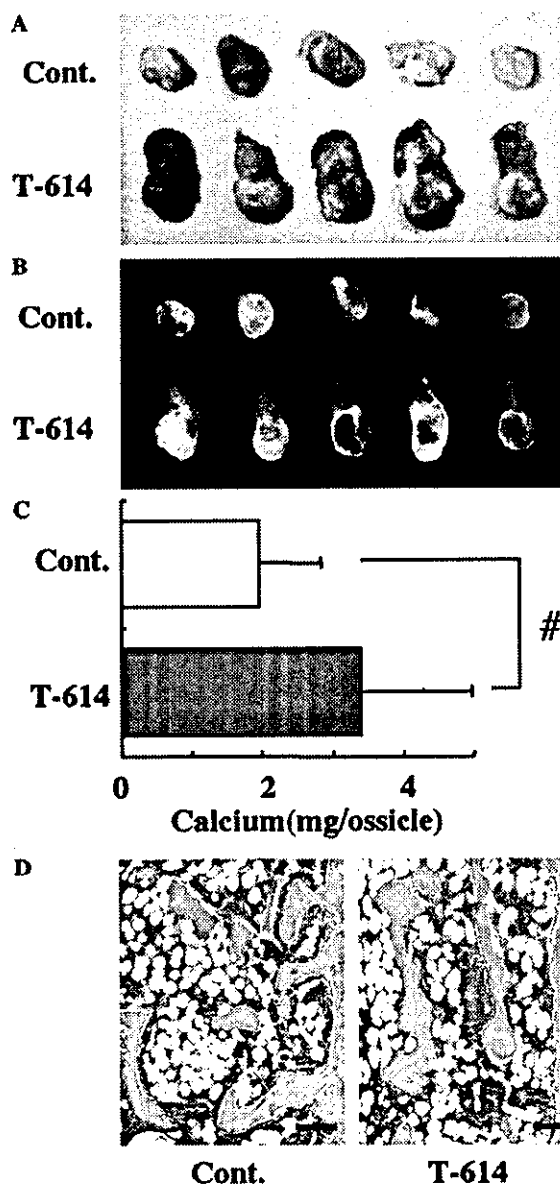 A
Cont.
T-614
B
Cont.
T-614
C
Cont.
#
T-614
0 2 4
Calcium(mg/ossicle)
D
Cont. T-614